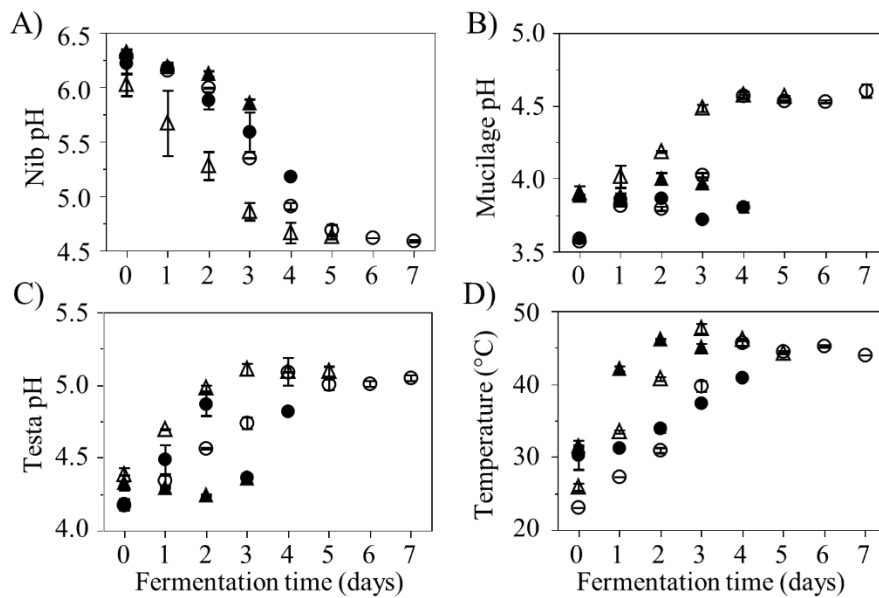 A)
6.5
6.0
5.5
5.0
4.5
Nib pH
0 1 2 3 4 5 6 7
B)
5.0
4.5
4.0
3.5
Mucilage pH
0 1 2 3 4 5 6 7
C)
5.5
5.0
4.5
4.0
Testa pH
0 1 2 3 4 5 6 7
Fermentation time (days)
D)
50
40
30
20
Temperature (°C)
0 1 2 3 4 5 6 7
Fermentation time (days)